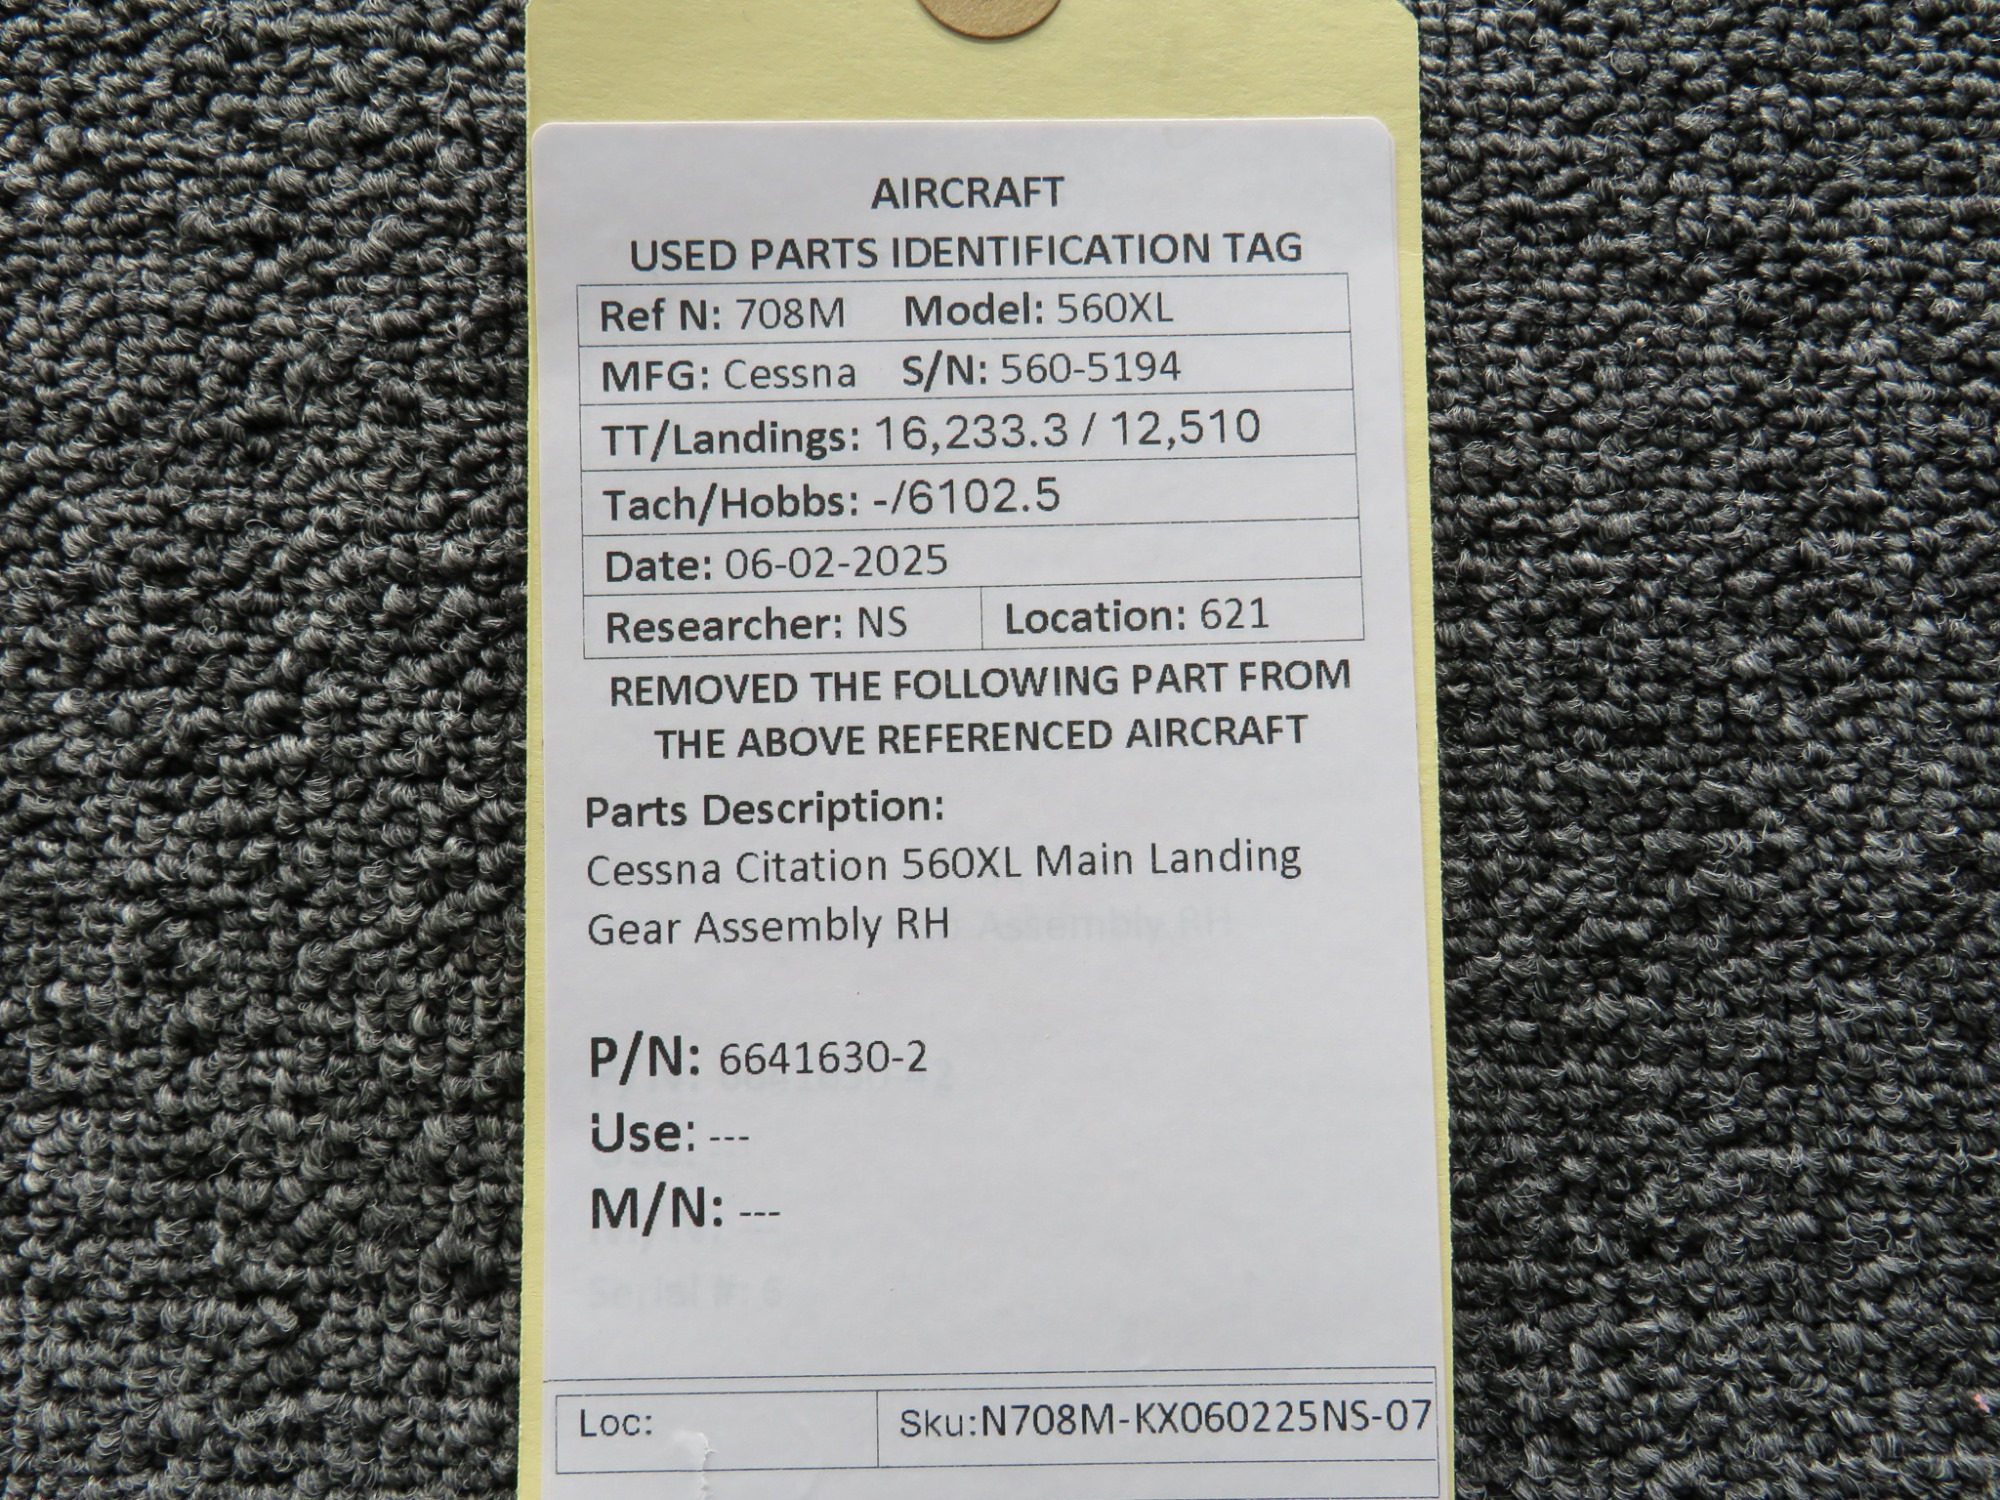 AIRCRAFT
USED PARTS IDENTIFICATION TAG
Ref N: 708M Model: 560XL
MFG: Cessna S/N: 560-5194
TT/Landings: 16,233.3 / 12,510
Tach/Hobbs: -/6102.5
Date: 06-02-2025
Researcher: NS Location: 621
REMOVED THE FOLLOWING PART FROM
THE ABOVE REFERENCED AIRCRAFT
Parts Description:
Cessna Citation 560XL Main Landing
Gear Assembly RH
P/N: 6641630-2
Use: ---
M/N: ---
Loc: Sku:N708M-KX060225NS-07